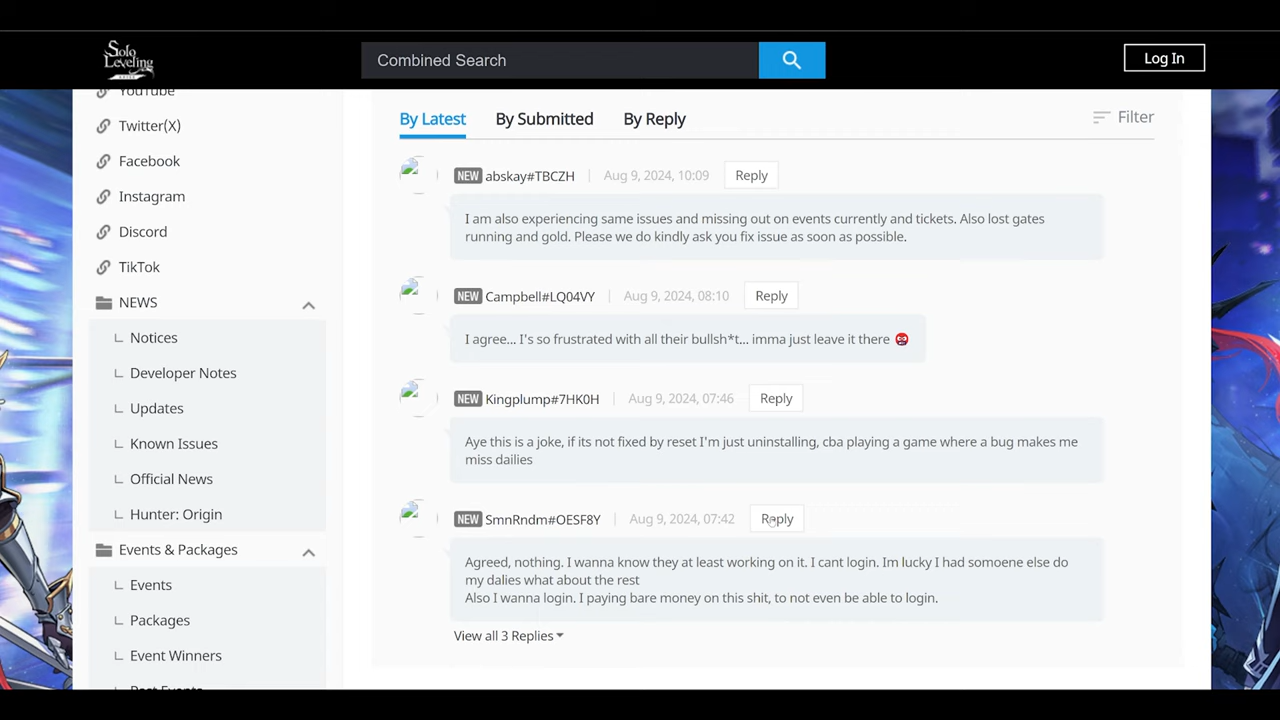 Solo
Leveling
Combined Search
Log In
YouTube
Twitter(X)
Facebook
Instagram
Discord
TikTok
NEWS
Notices
Developer Notes
Updates
Known Issues
Official News
Hunter: Origin
Events & Packages
Events
Packages
Event Winners
Past Events
By Latest
By Submitted
By Reply
Filter
NEW abskay#TBCZH Aug 9, 2024, 10:09 Reply
I am also experiencing same issues and missing out on events currently and tickets. Also lost gates
running and gold. Please we do kindly ask you fix issue as soon as possible.
NEW Campbell#LQ04VY Aug 9, 2024, 08:10 Reply
I agree... I's so frustrated with all their bullsh*t... imma just leave it there 😡
NEW Kingplump#7HK0H Aug 9, 2024, 07:46 Reply
Aye this is a joke, if its not fixed by reset I'm just uninstalling, cba playing a game where a bug makes me
miss dailies
NEW SmnRndm#OESF8Y Aug 9, 2024, 07:42 Reply
Agreed, nothing. I wanna know they at least working on it. I cant login. Im lucky I had somoene else do
my dalies what about the rest
Also I wanna login. I paying bare money on this shit, to not even be able to login.
View all 3 Replies